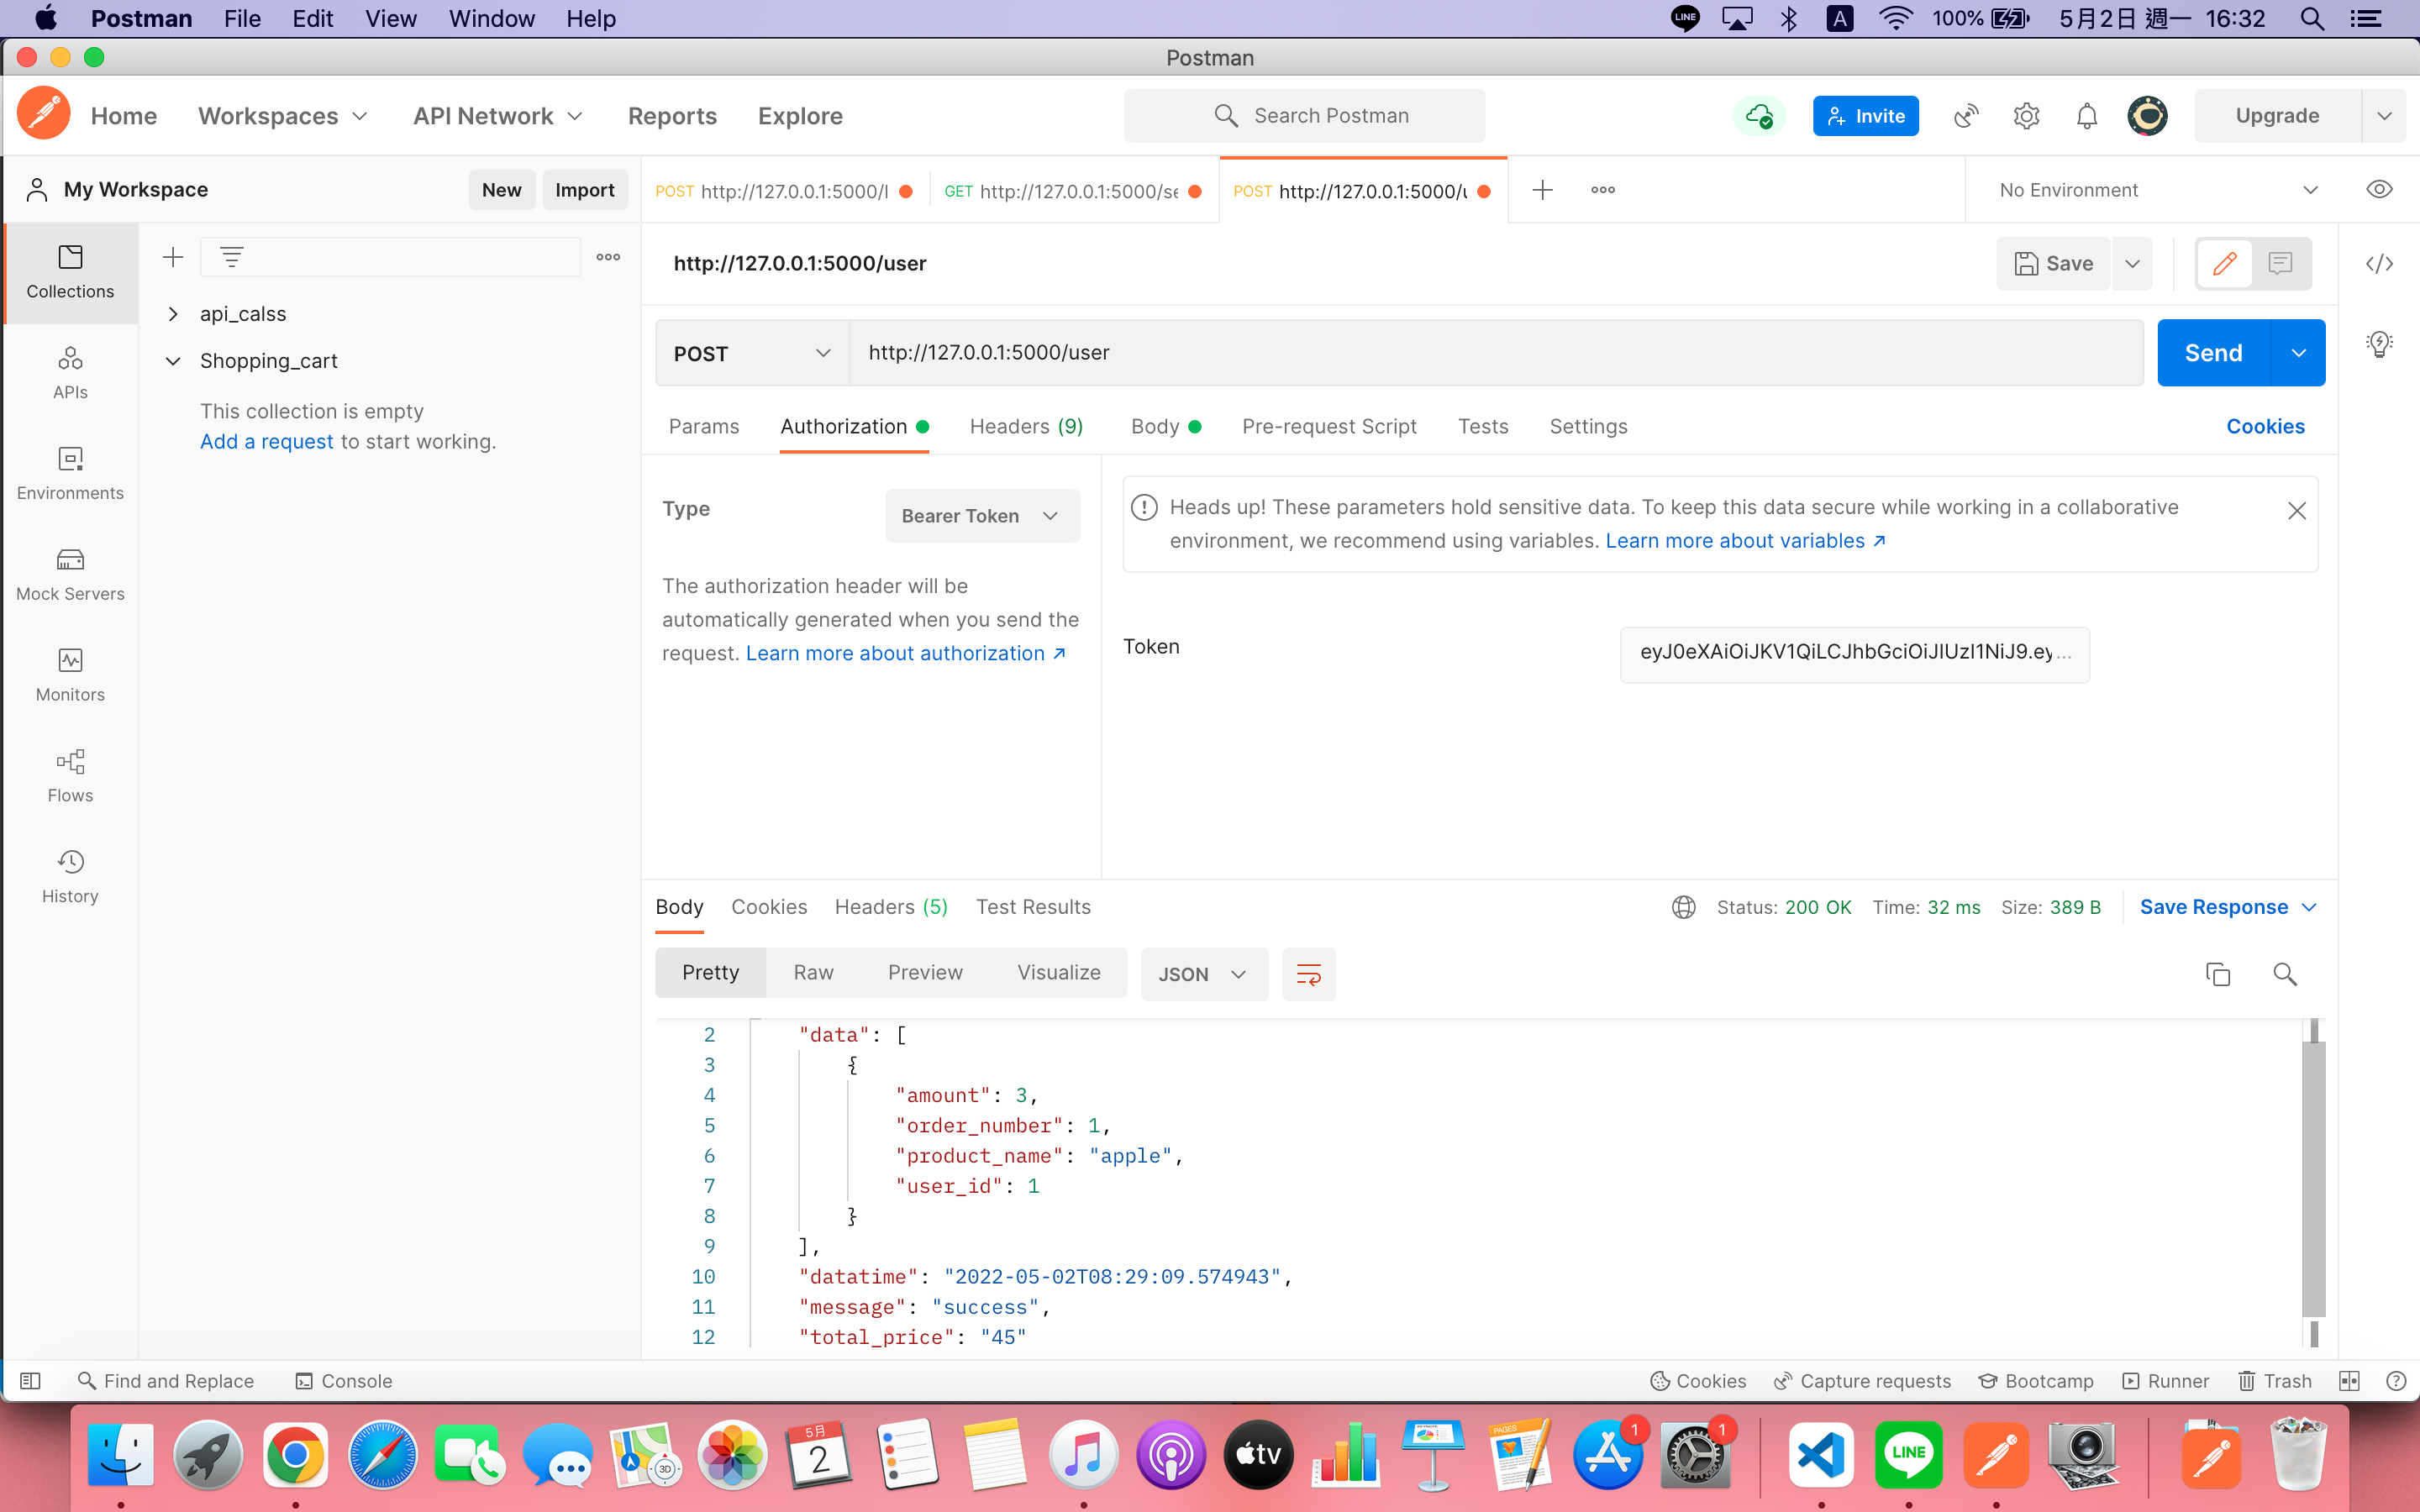 Postman File Edit View Window Help LINE A 100% 5月2日 週一 16:32
Postman
Home Workspaces API Network Reports Explore Search Postman Invite Upgrade
My Workspace New Import POST http://127.0.0.1:5000/l GET http://127.0.0.1:5000/se POST http://127.0.0.1:5000/u No Environment
http://127.0.0.1:5000/user Save
Collections
api_calss
Shopping_cart
This collection is empty
Add a request to start working.
APIs
Environments
Mock Servers
Monitors
Flows
History
POST http://127.0.0.1:5000/user Send
Params Authorization Headers (9) Body Pre-request Script Tests Settings Cookies
Type Bearer Token
The authorization header will be
automatically generated when you send the
request. Learn more about authorization ↗
Heads up! These parameters hold sensitive data. To keep this data secure while working in a collaborative
environment, we recommend using variables. Learn more about variables ↗
Token eyJ0eXAiOiJKV1QiLCJhbGciOiJIUzI1NiJ9.ey...
Body Cookies Headers (5) Test Results Status: 200 OK Time: 32 ms Size: 389 B Save Response
Pretty Raw Preview Visualize JSON
2 "data": [
3 {
4 "amount": 3,
5 "order_number": 1,
6 "product_name": "apple",
7 "user_id": 1
8 }
9 ],
10 "datatime": "2022-05-02T08:29:09.574943",
11 "message": "success",
12 "total_price": "45"
Find and Replace Console Cookies Capture requests Bootcamp Runner Trash
3D 5月 2 tv PAGES 1 1 LINE